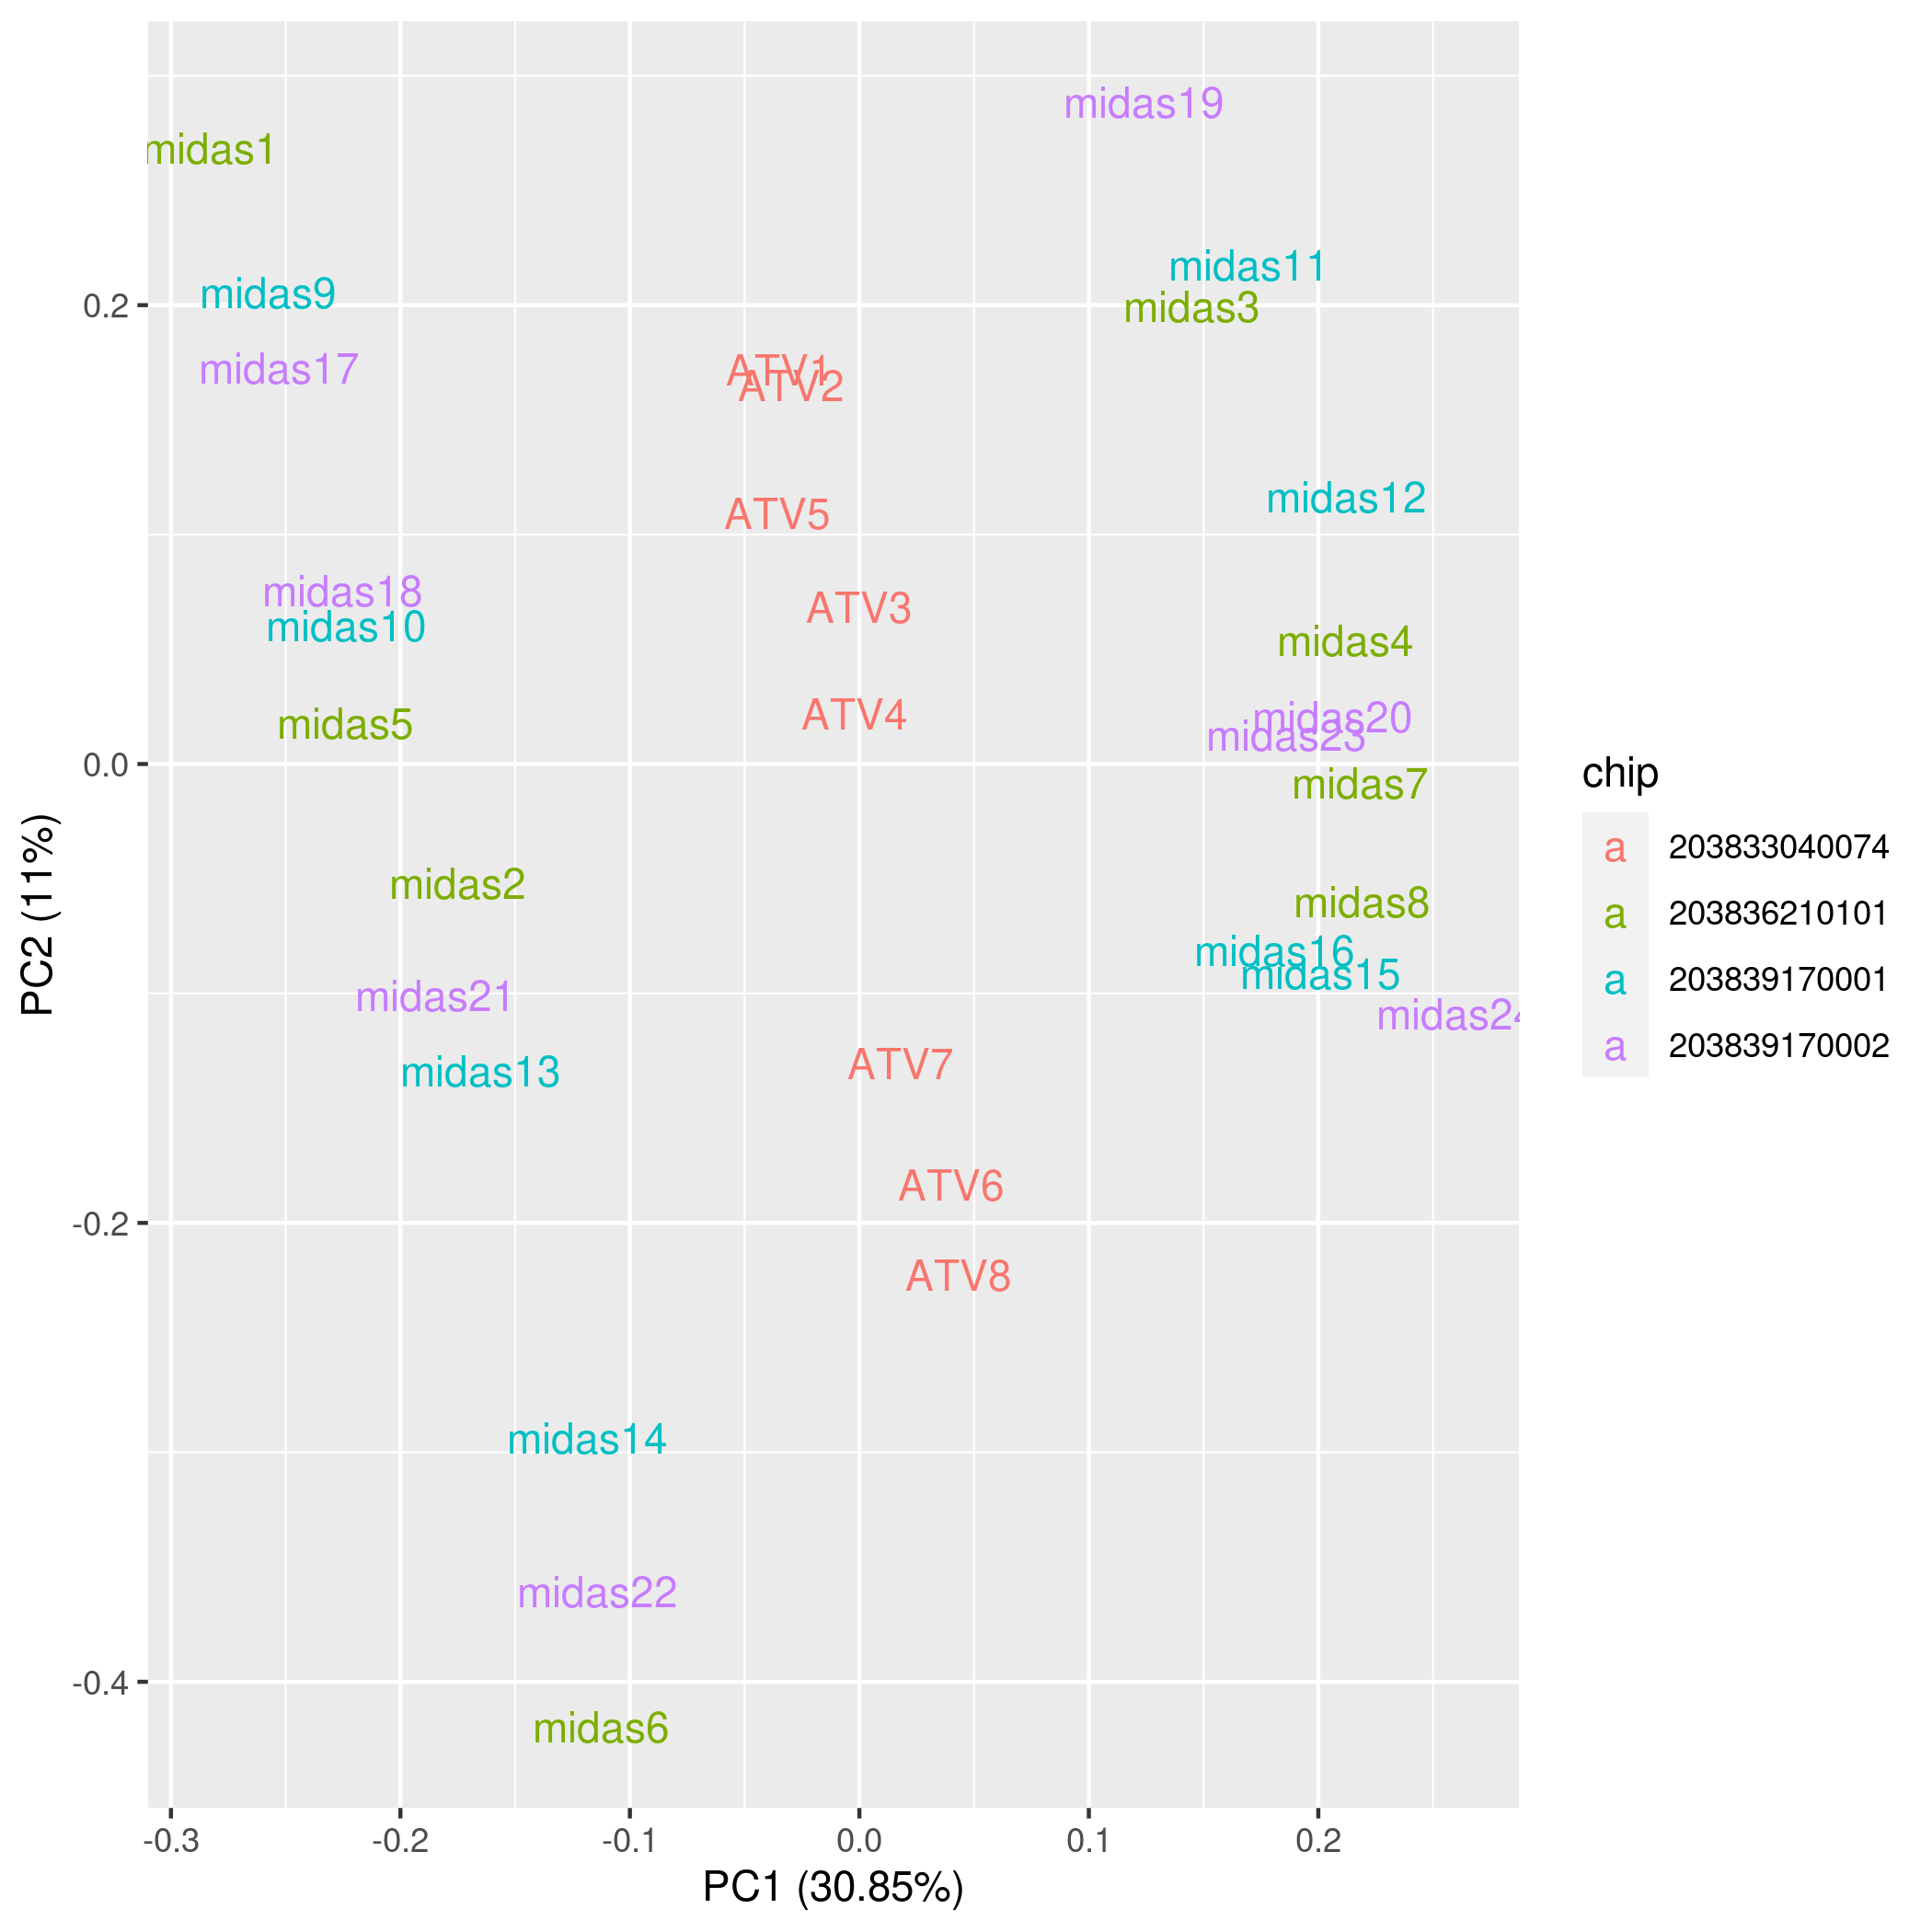 midas19
midas1
midas11
midas9
midas3
midas17
ATV1
ATV2
midas12
ATV5
midas18
ATV3
midas10
midas4
ATV4
midas20
midas5
midas23
midas7
midas2
midas8
midas16
midas15
midas21
midas24
ATV7
midas13
ATV6
ATV8
midas14
midas22
midas6
0.2
0.0
-0.2
-0.4
-0.3
-0.2
-0.1
0.0
0.1
0.2
PC1 (30.85%)
PC2 (11%)
chip
a 203833040074
a 203836210101
a 203839170001
a 203839170002